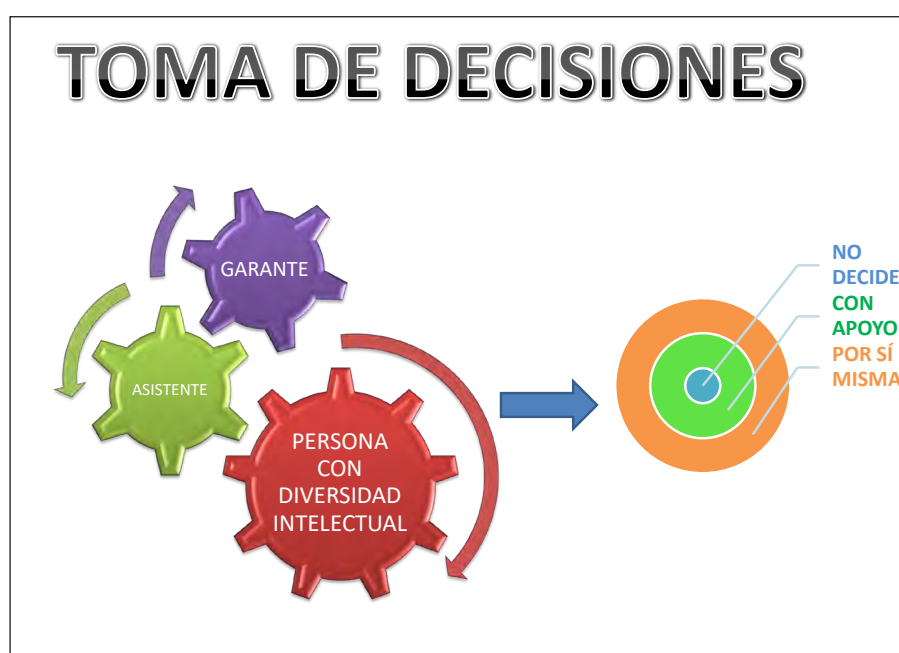 TOMA DE DECISIONES
GARANTE
ASISTENTE
PERSONA
CON
DIVERSIDAD
INTELECTUAL
NO
DECIDE
CON
APOYO
POR SÍ
MISMA